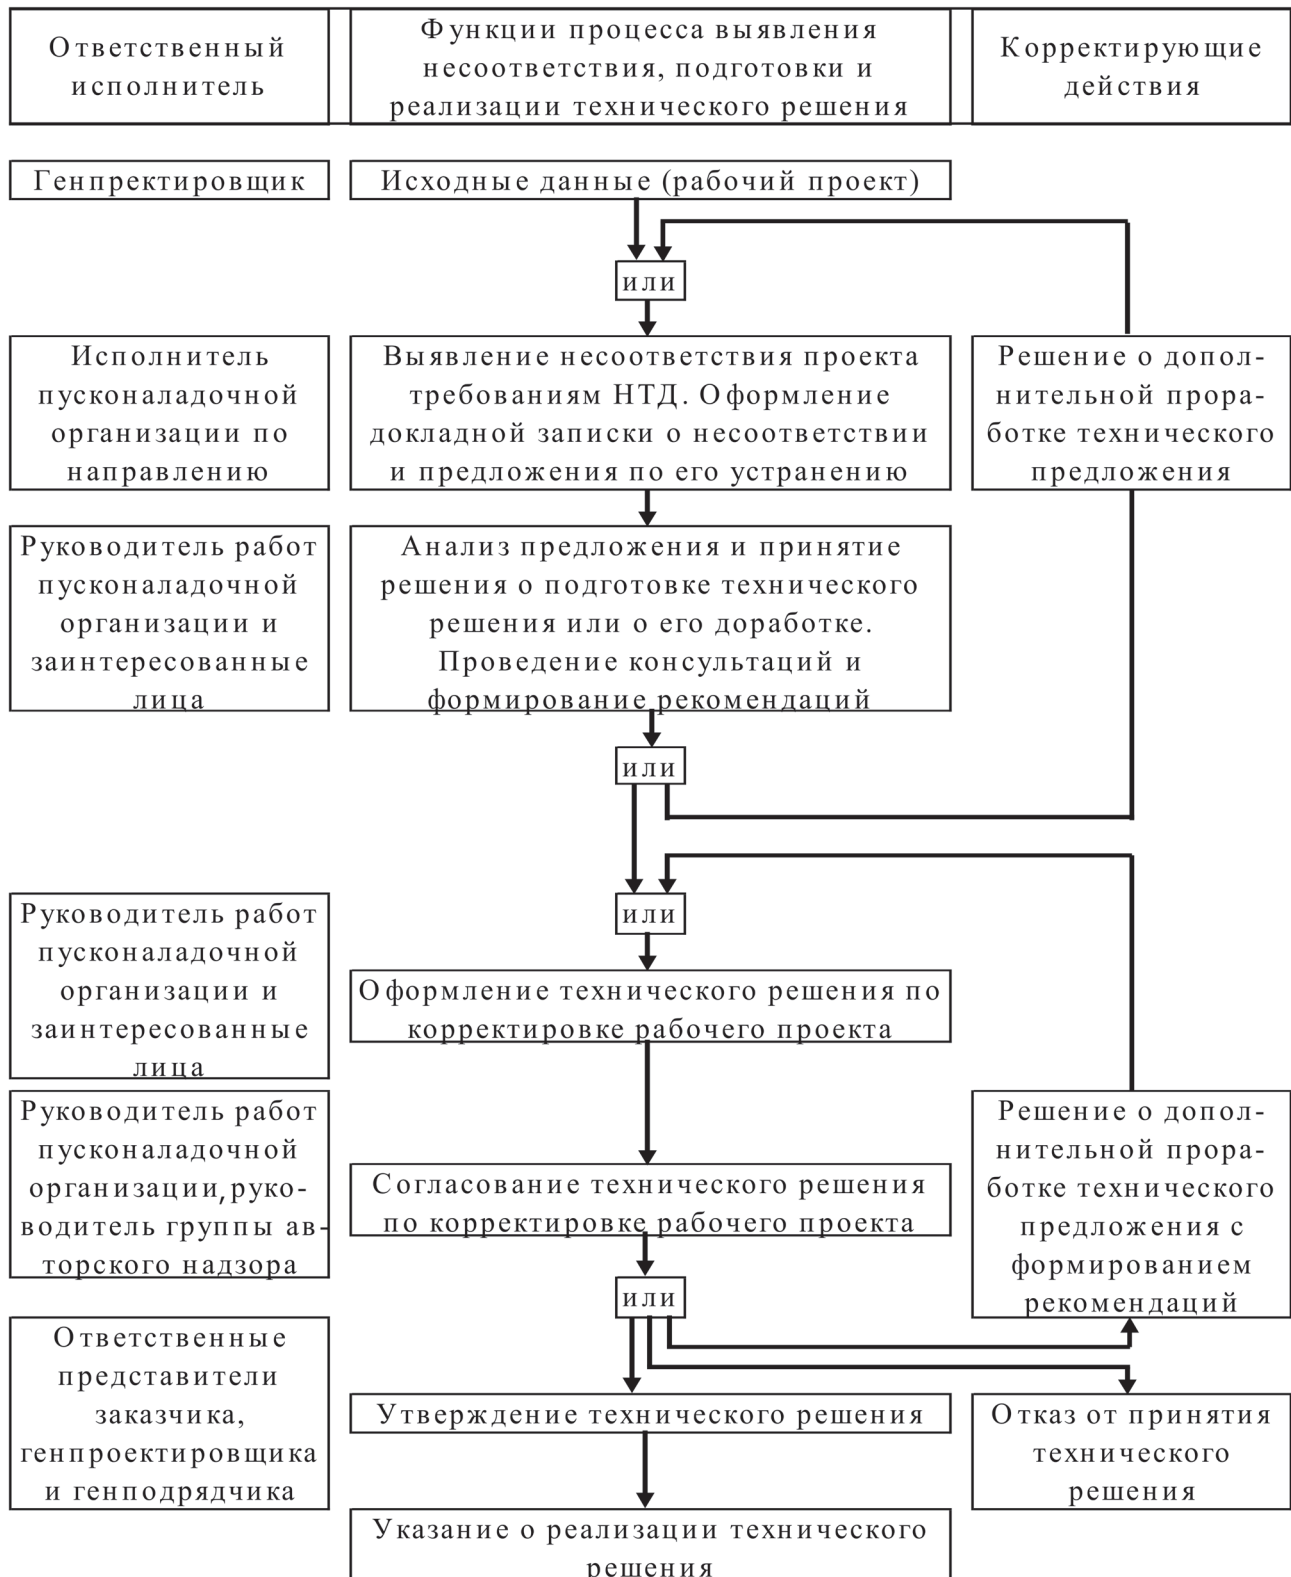 Ответственный
исполнитель
Функции процесса выявления
несоответствия, подготовки и
реализации технического решения
Корректирующие
действия
Генпректировщик
Исходные данные (рабочий проект)
или
Исполнитель
пусконаладочной
организации по
направлению
Выявление несоответствия проекта
требованиям НТД. Оформление
докладной записки о несоответствии
и предложения по его устранению
Решение о допол-
нительной прора-
ботке технического
предложения
Руководитель работ
пусконаладочной
организации и
заинтересованные
лица
Анализ предложения и принятие
решения о подготовке технического
решения или о его доработке.
Проведение консультаций и
формирование рекомендаций
или
или
Руководитель работ
пусконаладочной
организации и
заинтересованные
лица
Оформление технического решения по
корректировке рабочего проекта
Руководитель работ
пусконаладочной
организации, руко-
водитель группы ав-
торского надзора
Согласование технического решения
по корректировке рабочего проекта
Решение о допол-
нительной прора-
ботке технического
предложения с
формированием
рекомендаций
или
Ответственные
представители
заказчика,
генпроектировщика
и генподрядчика
Утверждение технического решения
Отказ от принятия
технического
решения
Указание о реализации технического
решения